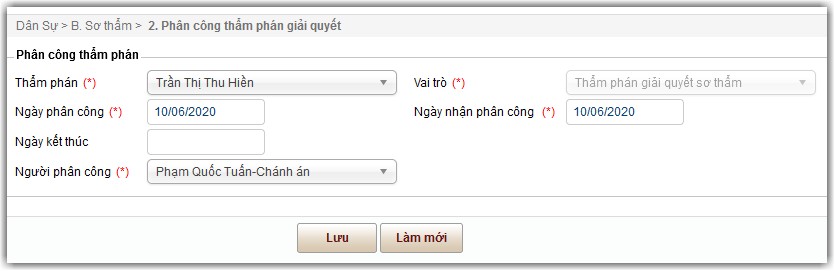 Dân Sự > B. Sơ thẩm > 2. Phân công thẩm phán giải quyết
Phân công thẩm phán
Thẩm phán (*) Trần Thị Thu Hiền Vai trò (*) Thẩm phán giải quyết sơ thẩm
Ngày phân công (*) 10/06/2020 Ngày nhận phân công (*) 10/06/2020
Ngày kết thúc
Người phân công (*) Phạm Quốc Tuấn-Chánh án
Lưu Làm mới